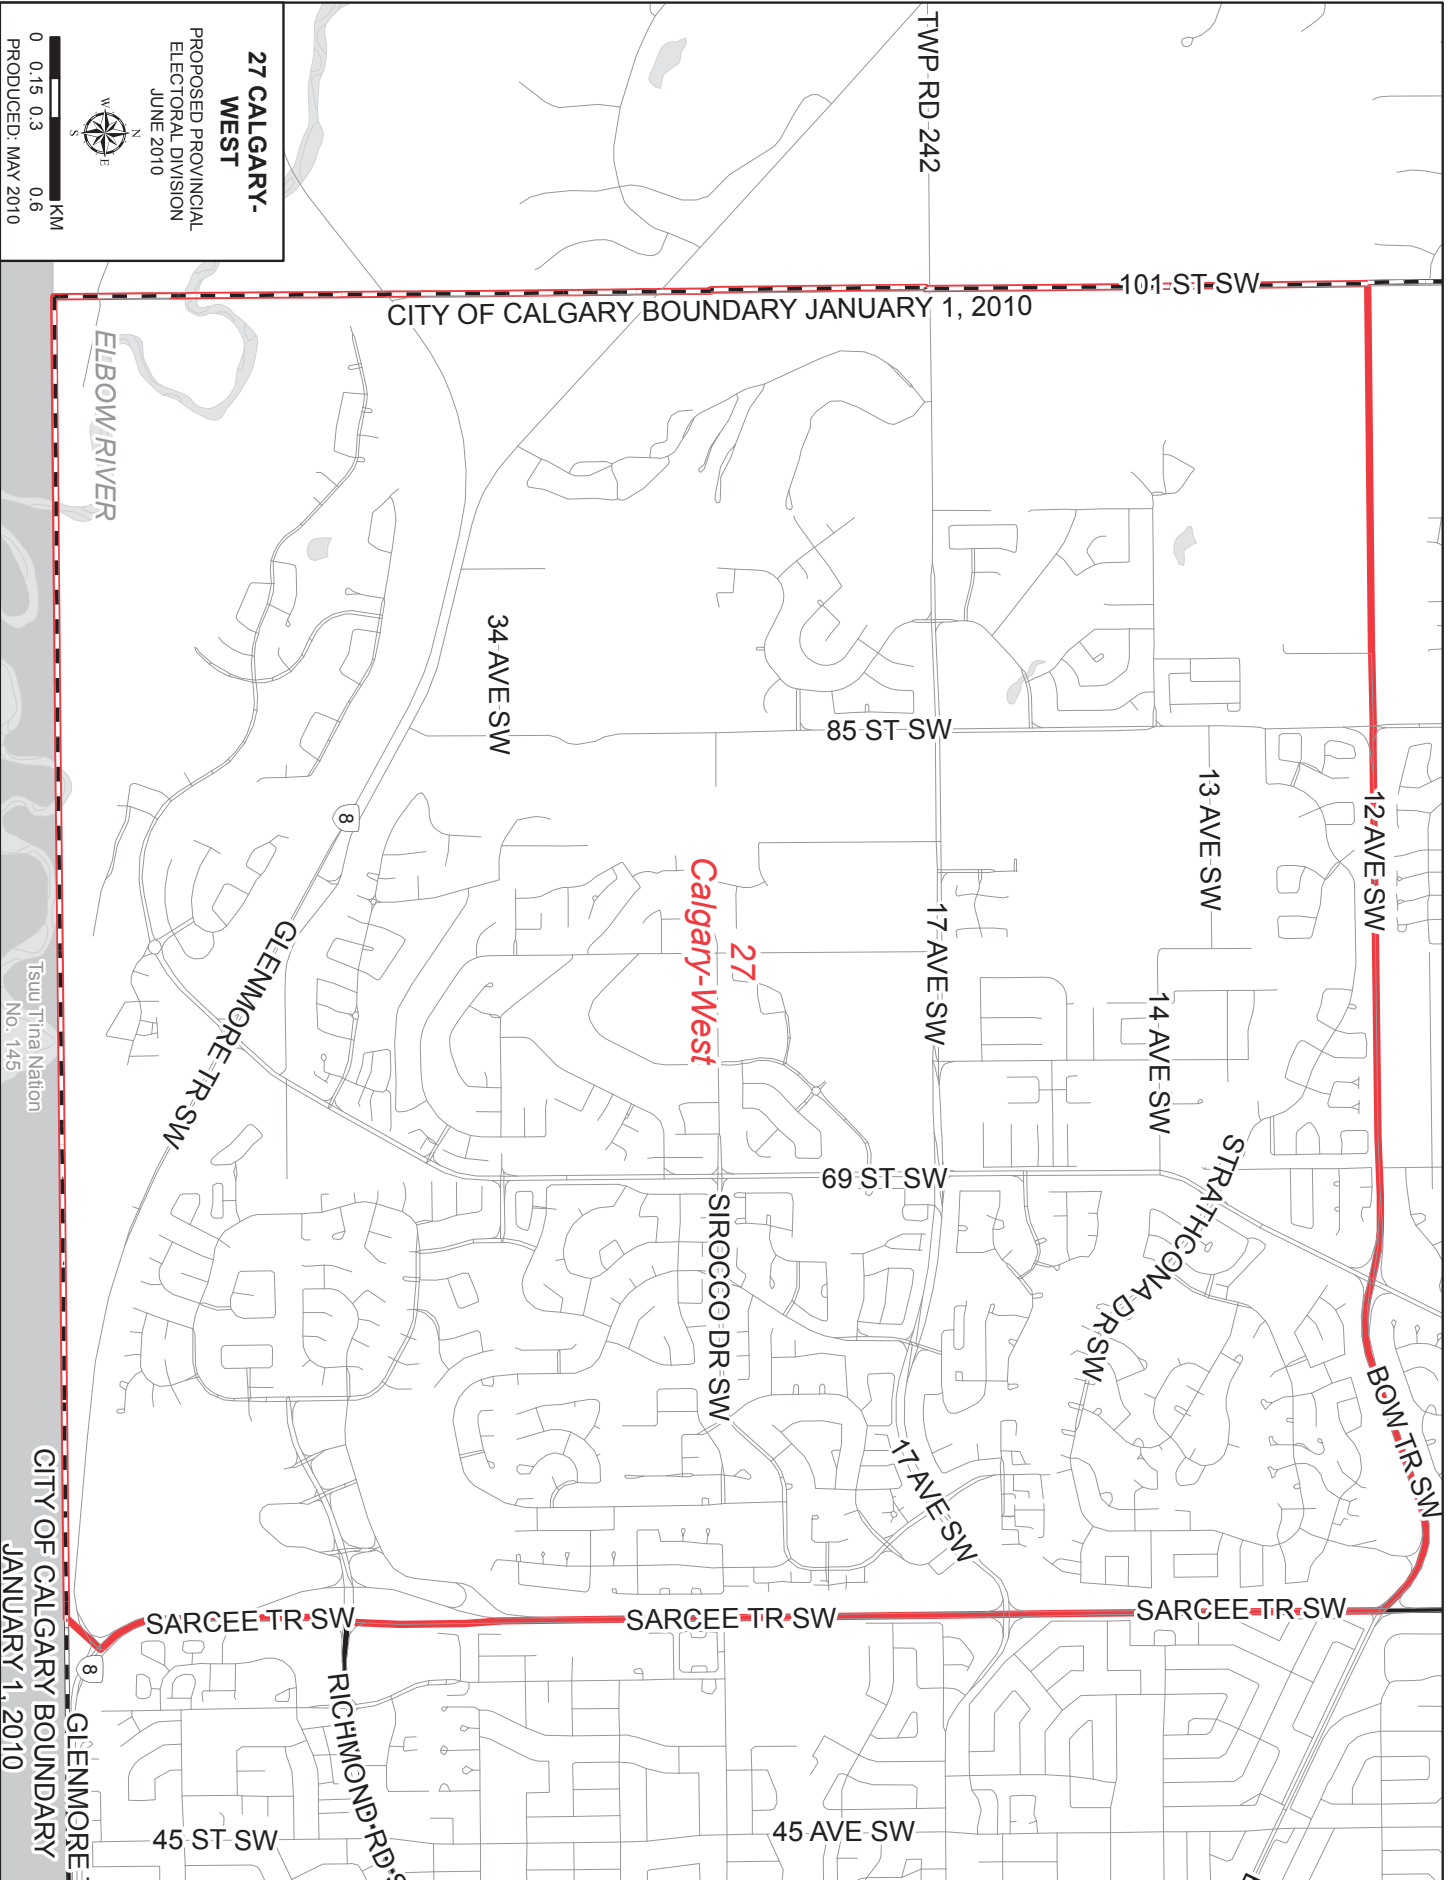 27 CALGARY-
WEST
PROPOSED PROVINCIAL
ELECTORAL DIVISION
JUNE 2010
N
W
E
S
KM
0 0.15 0.3 0.6
PRODUCED: MAY 2010
TWP RD 242
101 ST SW
CITY OF CALGARY BOUNDARY JANUARY 1, 2010
ELBOW RIVER
34 AVE SW
85 ST SW
13 AVE SW
12 AVE SW
8
27
Calgary-West
17 AVE SW
14 AVE SW
GLENMORE TR SW
Tsuu T'ina Nation
No. 145
69 ST SW
STRATHCONA DR SW
SIROCCO DR SW
BOW TR SW
17 AVE SW
SARCEE TR SW
SARCEE TR SW
SARCEE TR SW
CITY OF CALGARY BOUNDARY
JANUARY 1, 2010
8
GLENMORE
RICHMOND RD S
45 ST SW
45 AVE SW